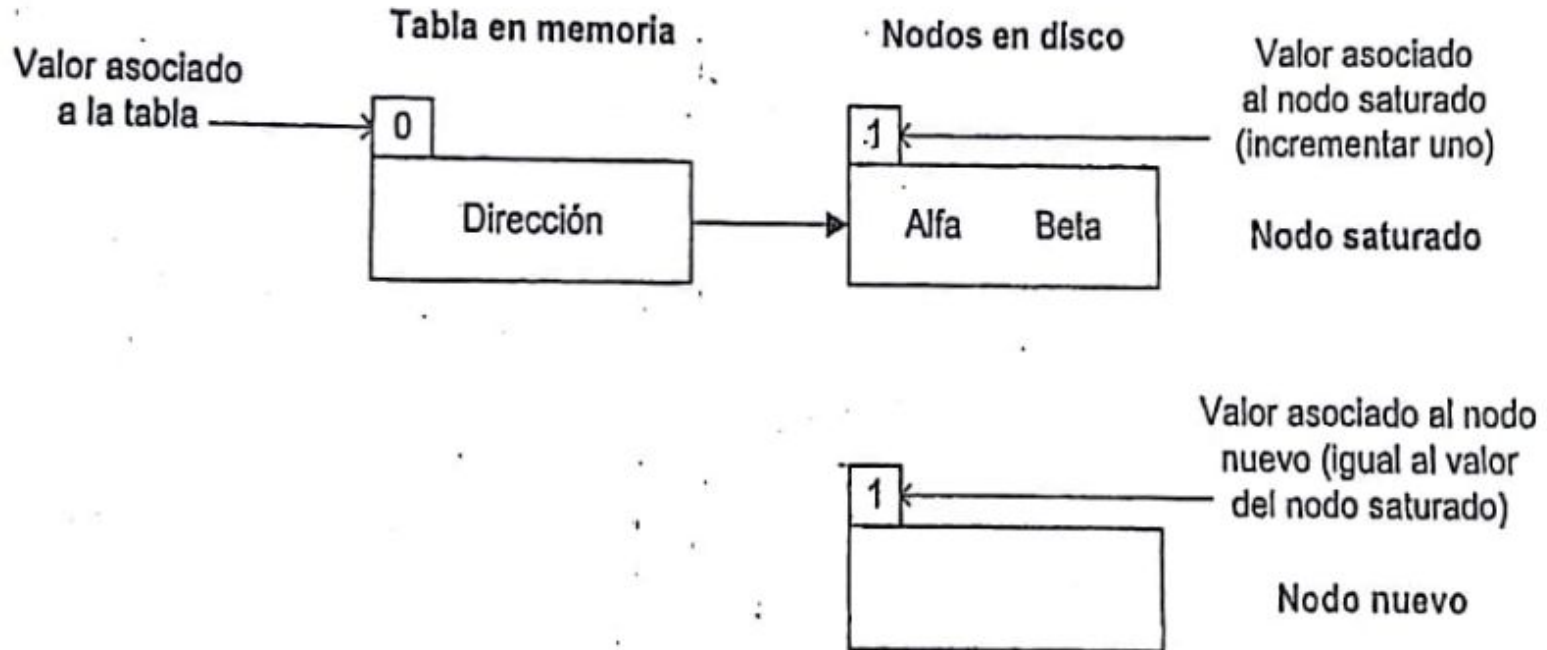 Tabla en memoria
Nodos en disco
Valor asociado
a la tabla
0
1
Valor asociado
al nodo saturado
(incrementar uno)
Dirección
Alfa Beta
Nodo saturado
1
Valor asociado al nodo
nuevo (igual al valor
del nodo saturado)
Nodo nuevo